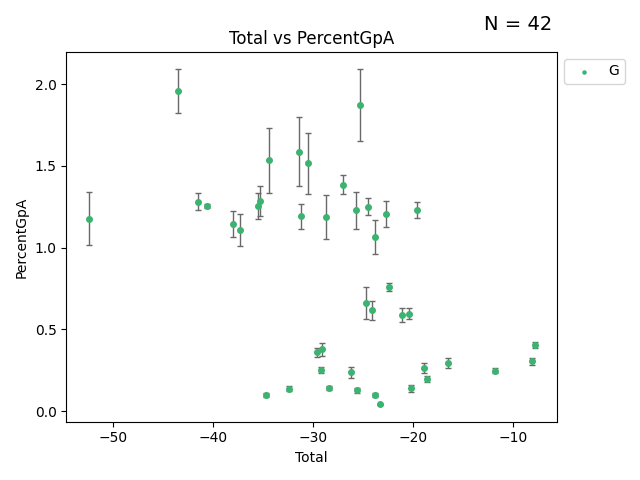 N = 42
Total vs PercentGpA
G
PercentGpA
2.0
1.5
1.0
0.5
0.0
−50 −40 −30 −20 −10
Total